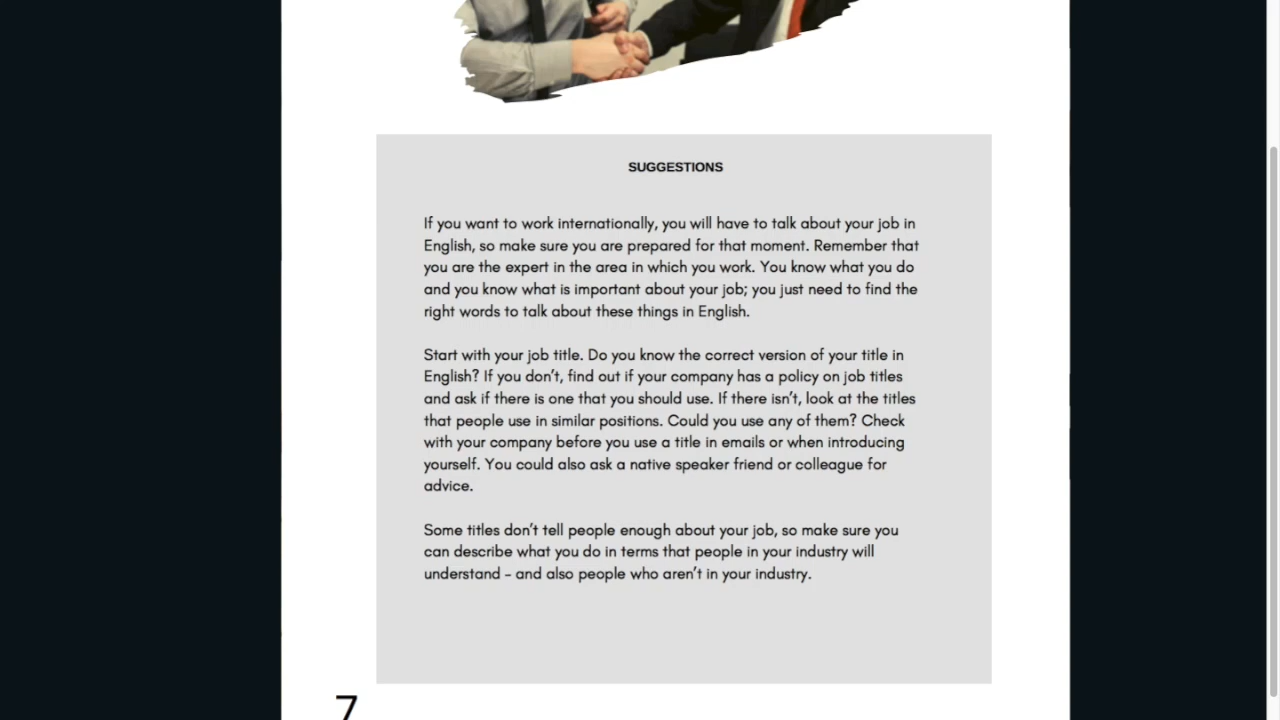 SUGGESTIONS
If you want to work internationally, you will have to talk about your job in
English, so make sure you are prepared for that moment. Remember that
you are the expert in the area in which you work. You know what you do
and you know what is important about your job; you just need to find the
right words to talk about these things in English.
Start with your job title. Do you know the correct version of your title in
English? If you don't, find out if your company has a policy on job titles
and ask if there is one that you should use. If there isn't, look at the titles
that people use in similar positions. Could you use any of them? Check
with your company before you use a title in emails or when introducing
yourself. You could also ask a native speaker friend or colleague for
advice.
Some titles don't tell people enough about your job, so make sure you
can describe what you do in terms that people in your industry will
understand – and also people who aren't in your industry.
7